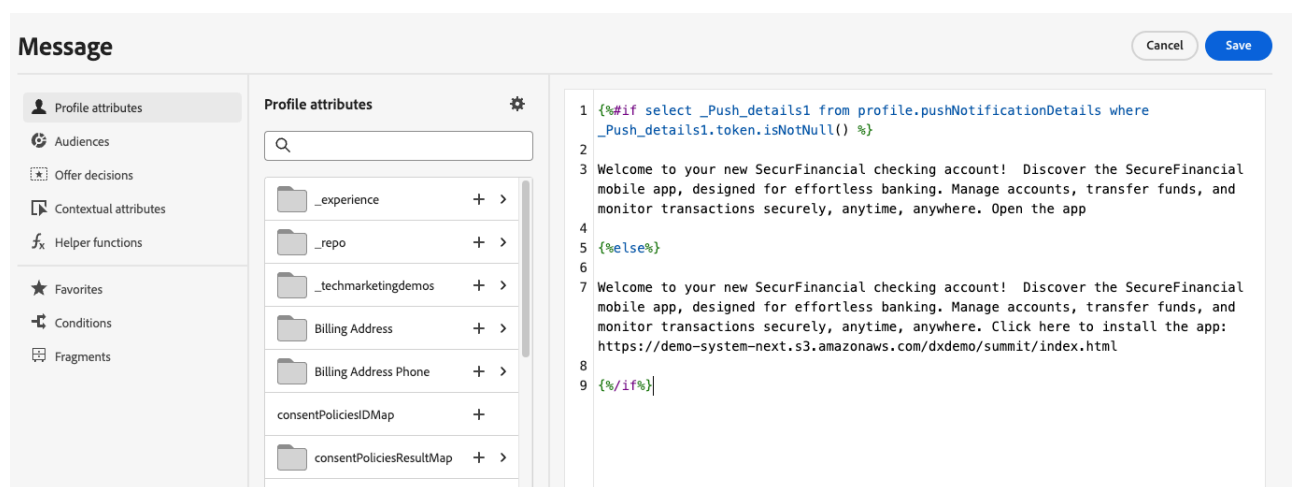 Message
Cancel
Save
Profile attributes
Audiences
Offer decisions
Contextual attributes
fx Helper functions
Favorites
Conditions
Fragments
Profile attributes
_experience
_repo
_techmarketingdemos
Billing Address
Billing Address Phone
consentPoliciesIDMap
consentPoliciesResultMap
1 {%#if select _Push_details1 from profile.pushNotificationDetails where
_Push_details1.token.isNotNull() %}
2
3 Welcome to your new SecurFinancial checking account!  Discover the SecureFinancial
mobile app, designed for effortless banking. Manage accounts, transfer funds, and
monitor transactions securely, anytime, anywhere. Open the app
4
5 {%else%}
6
7 Welcome to your new SecurFinancial checking account!  Discover the SecureFinancial
mobile app, designed for effortless banking. Manage accounts, transfer funds, and
monitor transactions securely, anytime, anywhere. Click here to install the app:
https://demo-system-next.s3.amazonaws.com/dxdemo/summit/index.html
8
9 {%/if%}